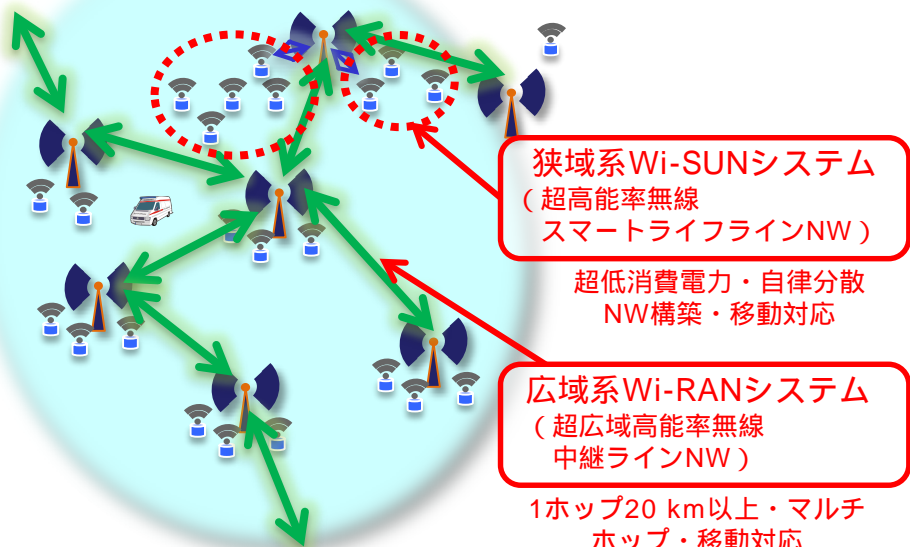 狭域系Wi-SUNシステム
（超高能率無線
スマートライフラインNW）
超低消費電力・自律分散
NW構築・移動対応
広域系Wi-RANシステム
（超広域高能率無線
中継ラインNW）
1ホップ20 km以上・マルチ
ホップ・移動対応